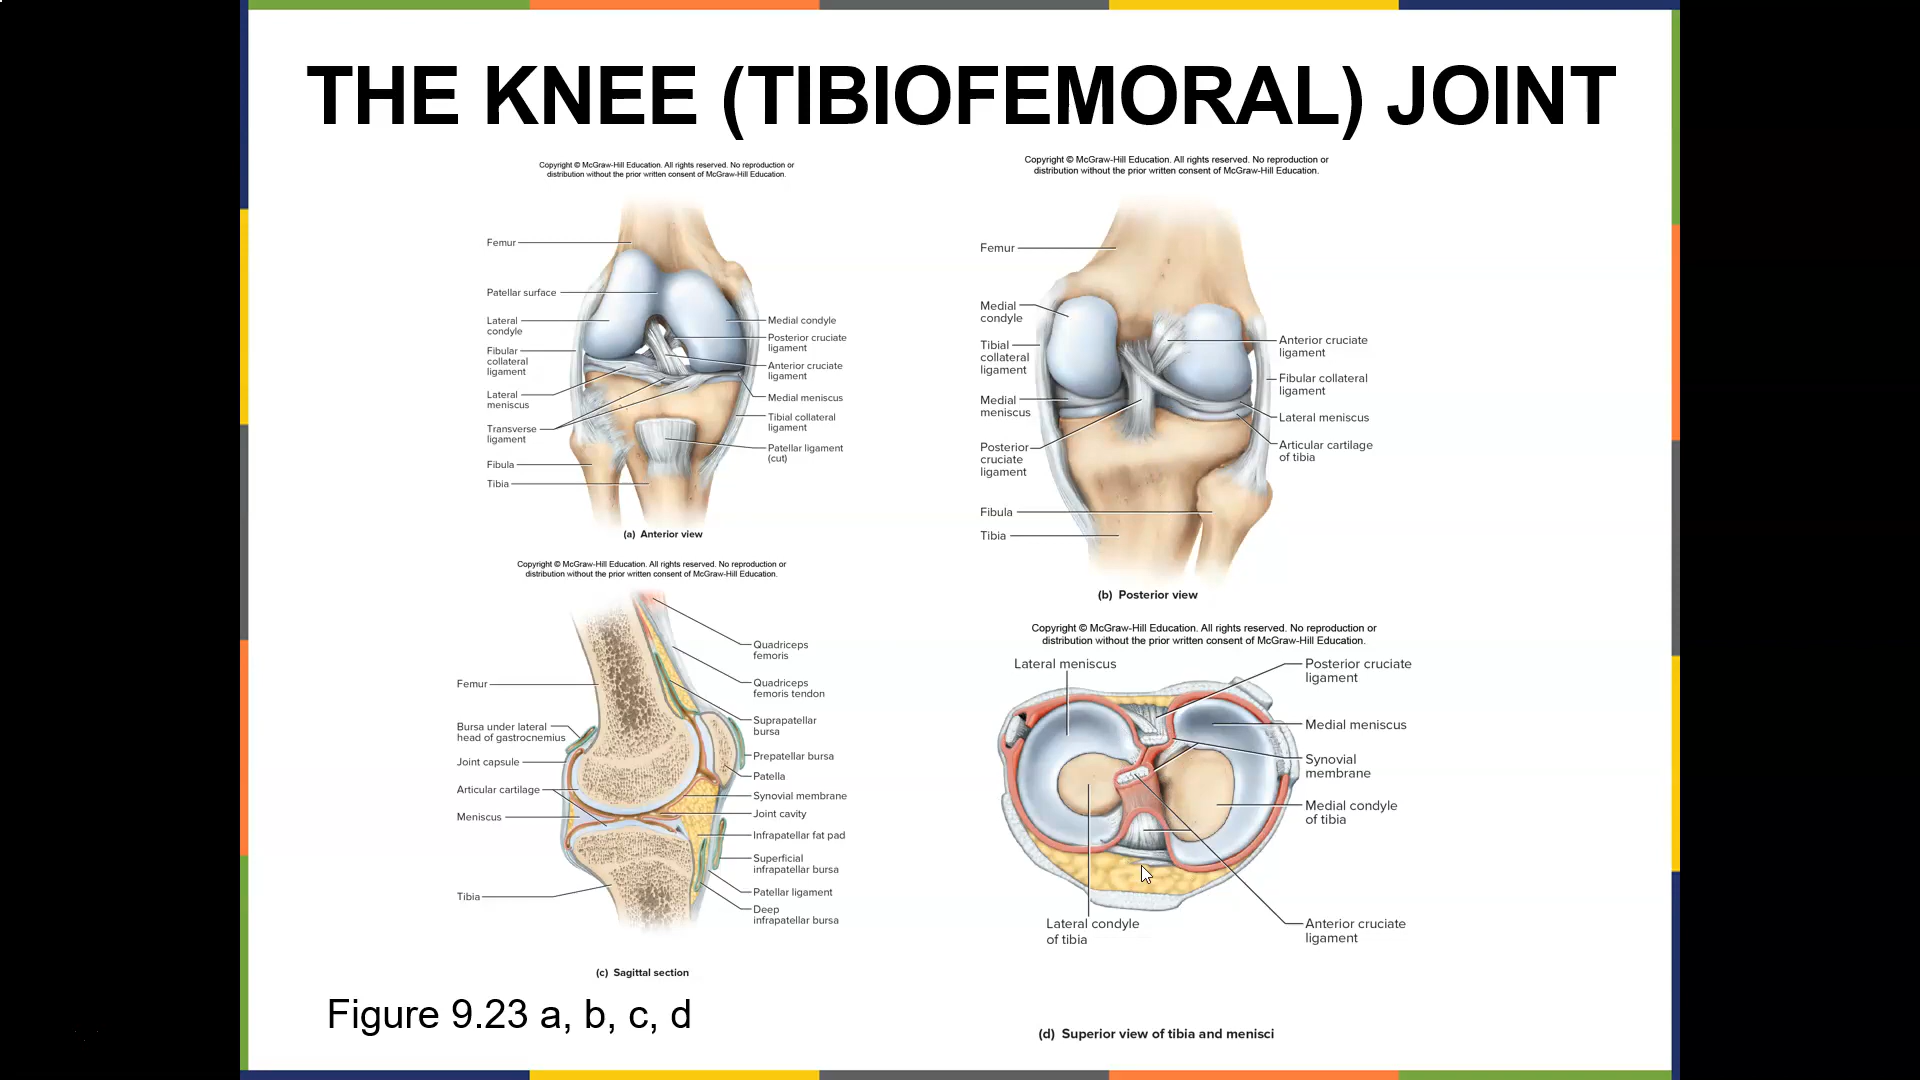 THE KNEE (TIBIOFEMORAL) JOINT
Copyright © McGraw-Hill Education. All rights reserved. No reproduction or
distribution without the prior written consent of McGraw-Hill Education.
Femur
Patellar surface
Lateral
condyle
Fibular
collateral
ligament
Lateral
meniscus
Transverse
ligament
Fibula
Tibia
Medial condyle
Posterior cruciate
ligament
Anterior cruciate
ligament
Medial meniscus
Tibial collateral
ligament
Patellar ligament
(cut)
(a) Anterior view
Copyright © McGraw-Hill Education. All rights reserved. No reproduction or
distribution without the prior written consent of McGraw-Hill Education.
Femur
Medial
condyle
Tibial
collateral
ligament
Medial
meniscus
Posterior
cruciate
ligament
Fibula
Tibia
Anterior cruciate
ligament
Fibular collateral
ligament
Lateral meniscus
Articular cartilage
of tibia
(b) Posterior view
Copyright © McGraw-Hill Education. All rights reserved. No reproduction or
distribution without the prior written consent of McGraw-Hill Education.
Femur
Bursa under lateral
head of gastrocnemius
Joint capsule
Articular cartilage
Meniscus
Tibia
Quadriceps
femoris
Quadriceps
femoris tendon
Suprapatellar
bursa
Prepatellar bursa
Patella
Synovial membrane
Joint cavity
Infrapatellar fat pad
Superficial
infrapatellar bursa
Patellar ligament
Deep
infrapatellar bursa
(c) Sagittal section
Copyright © McGraw-Hill Education. All rights reserved. No reproduction or
distribution without the prior written consent of McGraw-Hill Education.
Lateral meniscus
Posterior cruciate
ligament
Medial meniscus
Synovial
membrane
Medial condyle
of tibia
Lateral condyle
of tibia
Anterior cruciate
ligament
(d) Superior view of tibia and menisci
Figure 9.23 a, b, c, d